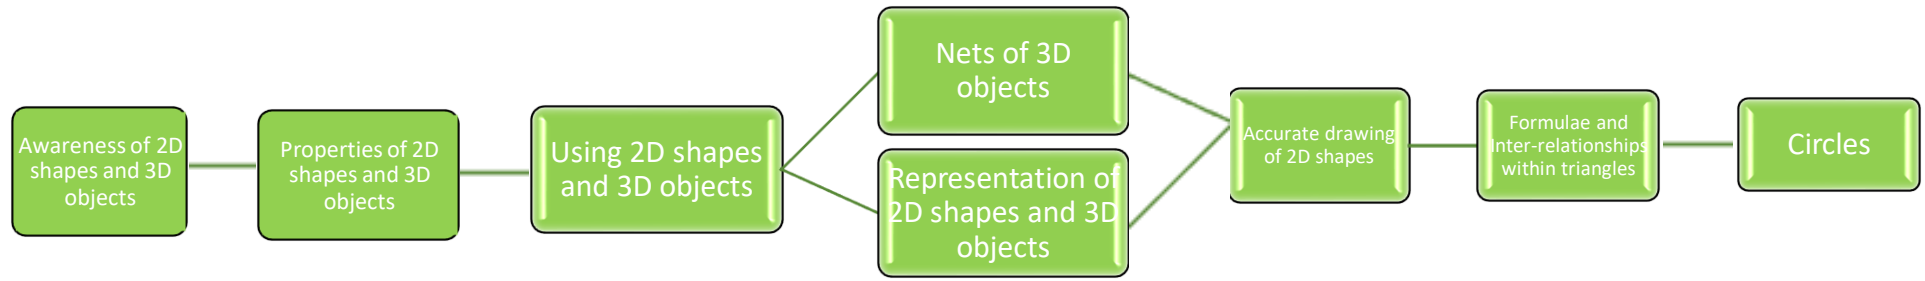 Awareness of 2D
shapes and 3D
objects
Properties of 2D
shapes and 3D
objects
Using 2D shapes
and 3D objects
Nets of 3D
objects
Representation of
2D shapes and 3D
objects
Accurate drawing
of 2D shapes
Formulae and
Inter-relationships
within triangles
Circles